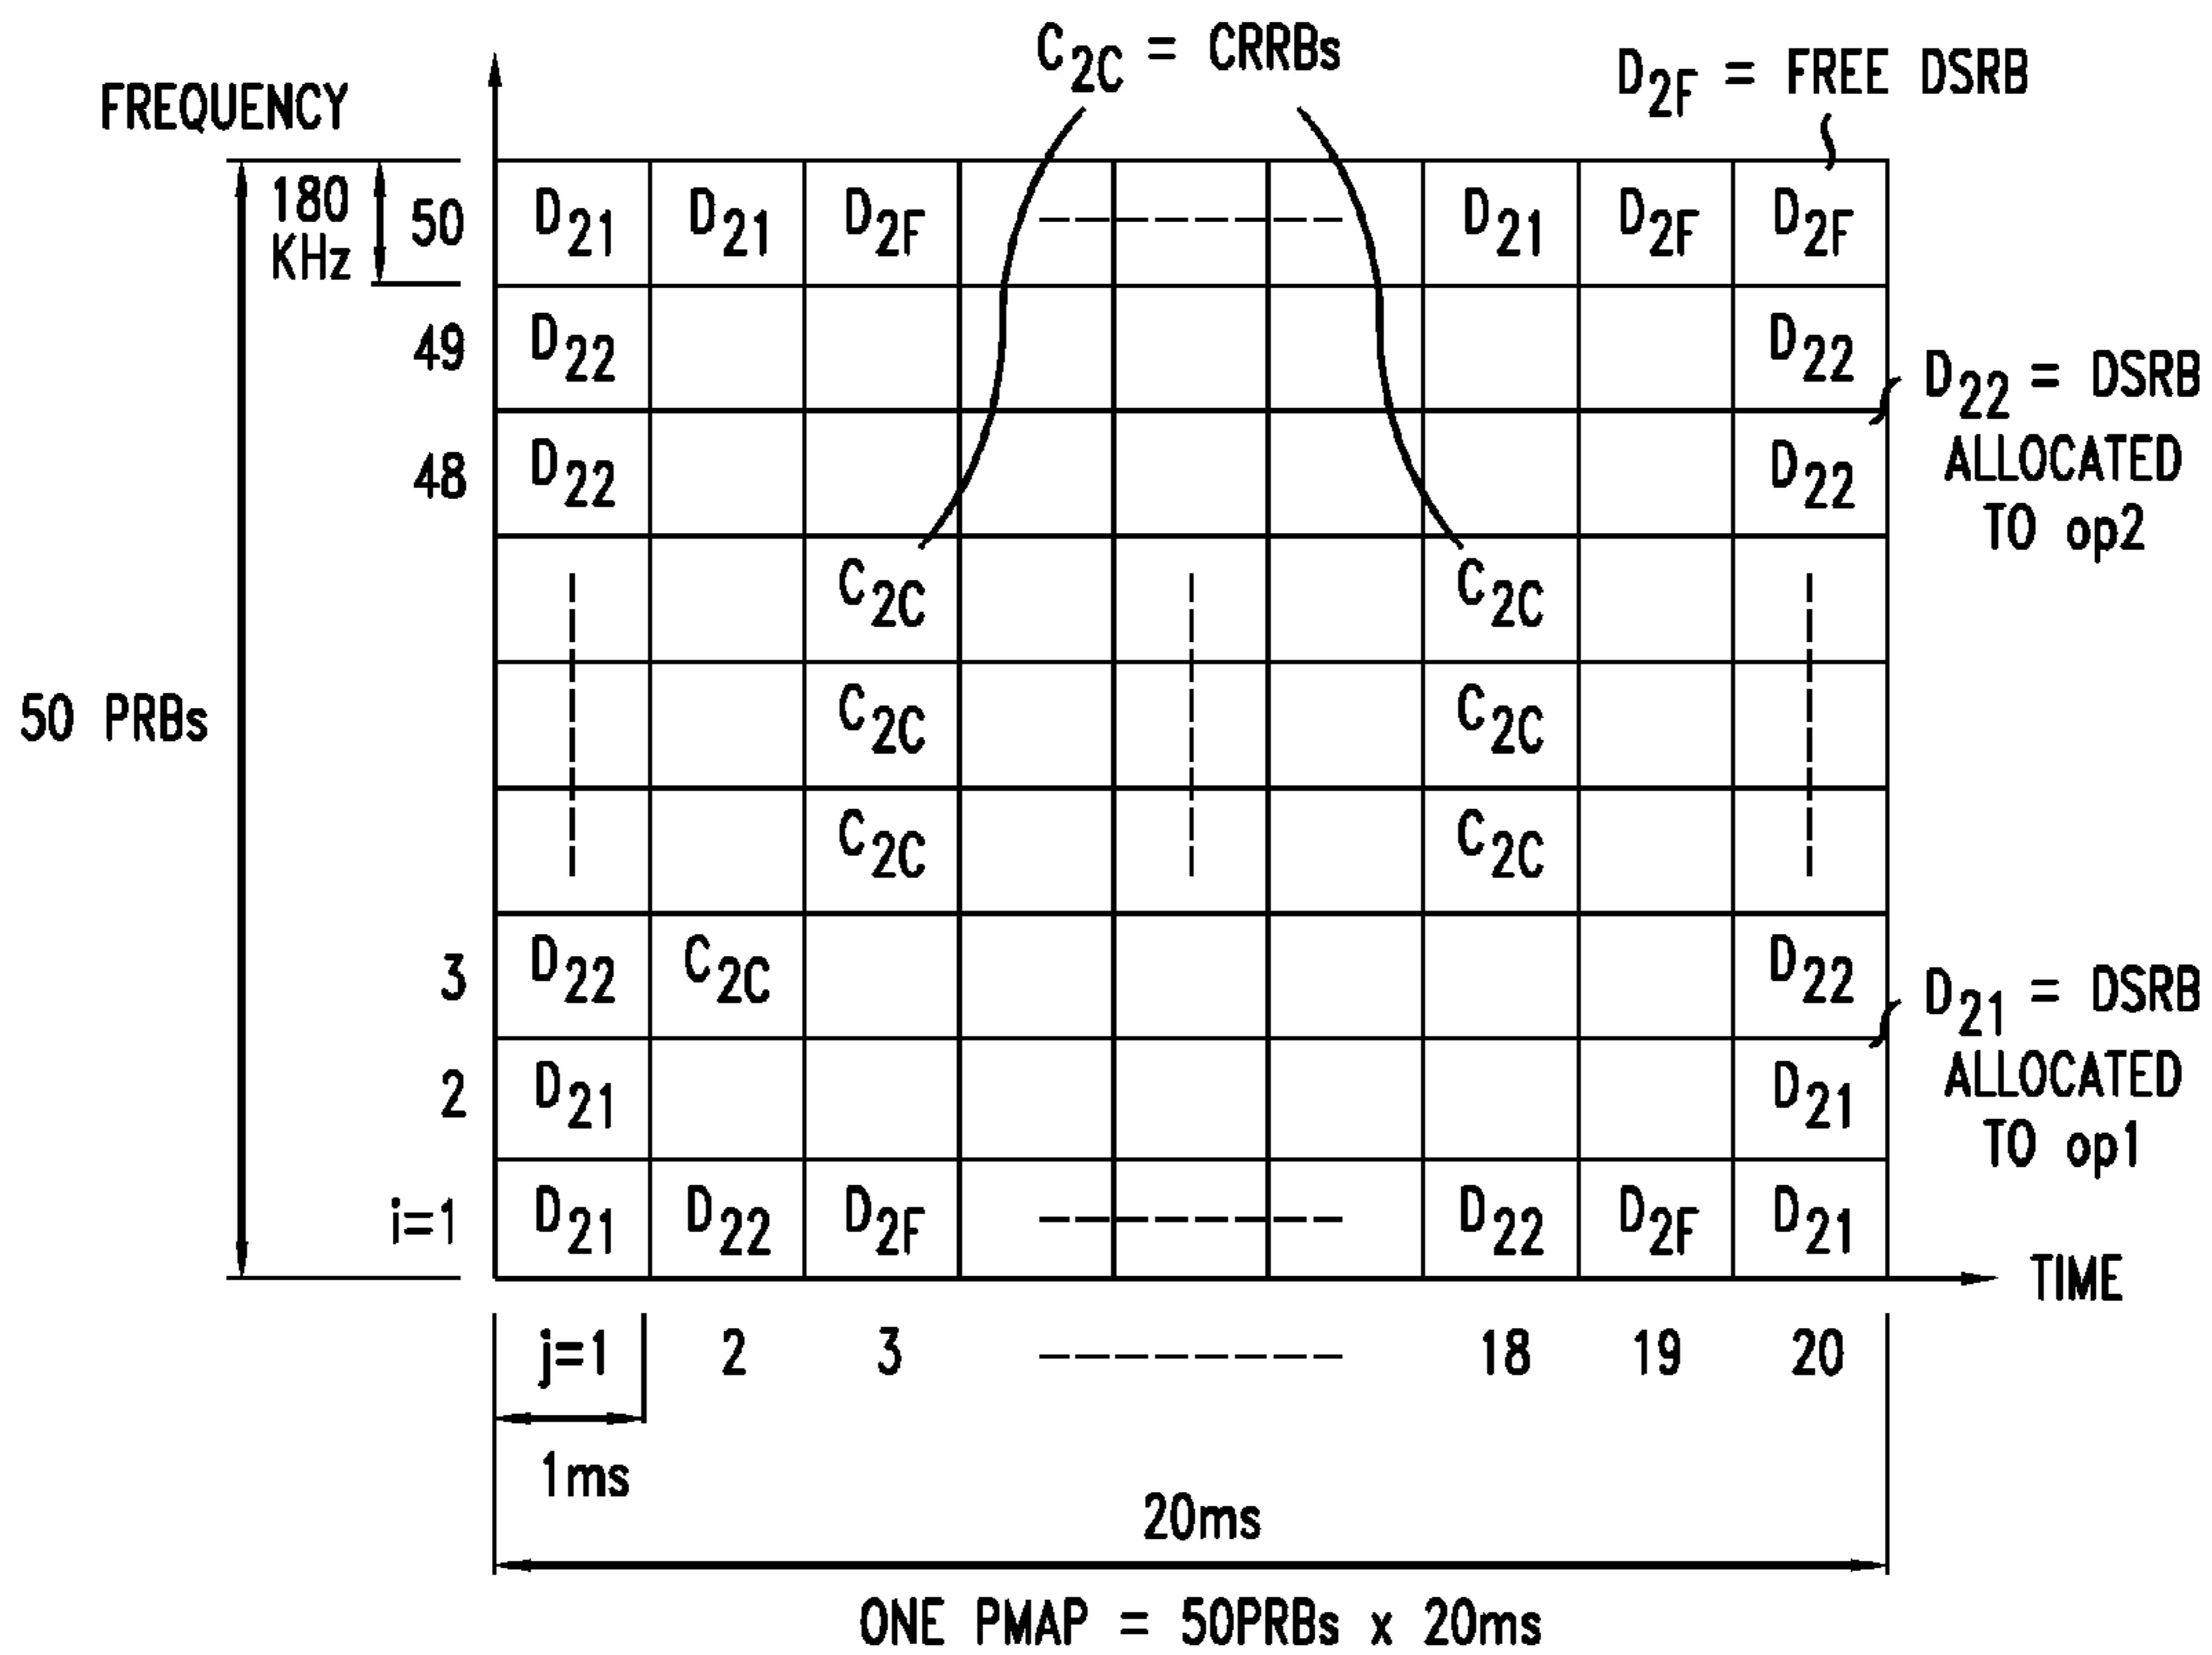 C2C = CRRBs
D2F = FREE DSRB
FREQUENCY
180 KHz
50 D21 D21 D2F D21 D2F D2F
49 D22 D22
D22 = DSRB ALLOCATED TO op2
48 D22 D22
C2C C2C
50 PRBs
C2C C2C
C2C C2C
3 D22 C2C D22
D21 = DSRB ALLOCATED TO op1
2 D21 D21
i=1 D21 D22 D2F D22 D2F D21
TIME
j=1 2 3 18 19 20
1ms
20ms
ONE PMAP = 50PRBs x 20ms